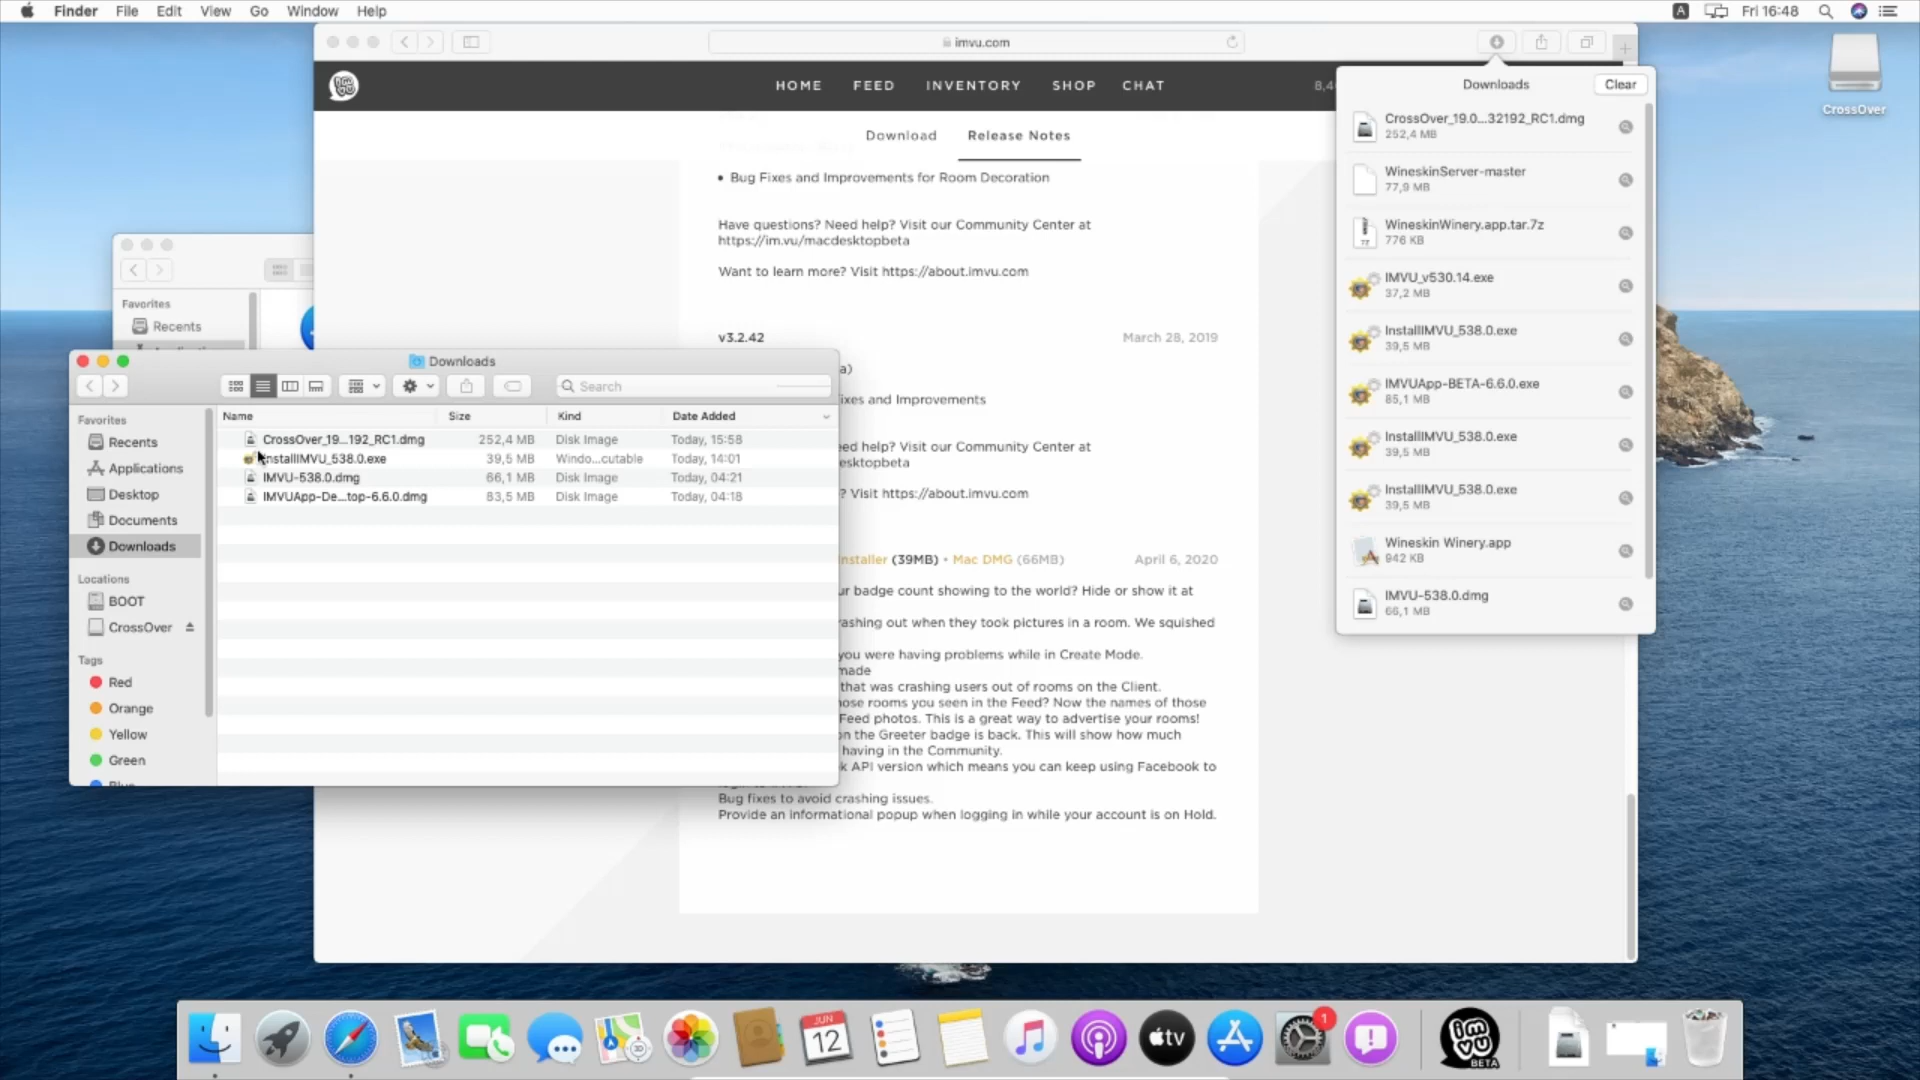 Finder File Edit View Go Window Help
A Fri 16:48
CrossOver
imvu.com
HOME FEED INVENTORY SHOP CHAT
8,4
Download Release Notes
• Bug Fixes and Improvements for Room Decoration
Have questions? Need help? Visit our Community Center at
https://im.vu/macdesktopbeta
Want to learn more? Visit https://about.imvu.com
v3.2.42 March 28, 2019
a)
ixes and Improvements
ed help? Visit our Community Center at
desktopbeta
? Visit https://about.imvu.com
nstaller (39MB) • Mac DMG (66MB) April 6, 2020
ur badge count showing to the world? Hide or show it at
rashing out when they took pictures in a room. We squished
you were having problems while in Create Mode.
made
that was crashing users out of rooms on the Client.
hose rooms you seen in the Feed? Now the names of those
Feed photos. This is a great way to advertise your rooms!
on the Greeter badge is back. This will show how much
having in the Community.
k API version which means you can keep using Facebook to
Bug fixes to avoid crashing issues.
Provide an informational popup when logging in while your account is on Hold.
Favorites
Recents
Downloads
Search
Favorites
Recents
Applications
Desktop
Documents
Downloads
Locations
BOOT
CrossOver
Tags
Red
Orange
Yellow
Green
Blue
Name Size Kind Date Added
CrossOver_19...192_RC1.dmg 252,4 MB Disk Image Today, 15:58
InstallIMVU_538.0.exe 39,5 MB Windo...cutable Today, 14:01
IMVU-538.0.dmg 66,1 MB Disk Image Today, 04:21
IMVUApp-De...top-6.6.0.dmg 83,5 MB Disk Image Today, 04:18
Downloads Clear
CrossOver_19.0...32192_RC1.dmg
252,4 MB
WineskinServer-master
77,9 MB
WineskinWinery.app.tar.7z
776 KB
IMVU_v530.14.exe
37,2 MB
InstallIMVU_538.0.exe
39,5 MB
IMVUApp-BETA-6.6.0.exe
85,1 MB
InstallIMVU_538.0.exe
39,5 MB
InstallIMVU_538.0.exe
39,5 MB
Wineskin Winery.app
942 KB
IMVU-538.0.dmg
66,1 MB
JUN
12
tv
1
imvu
BETA